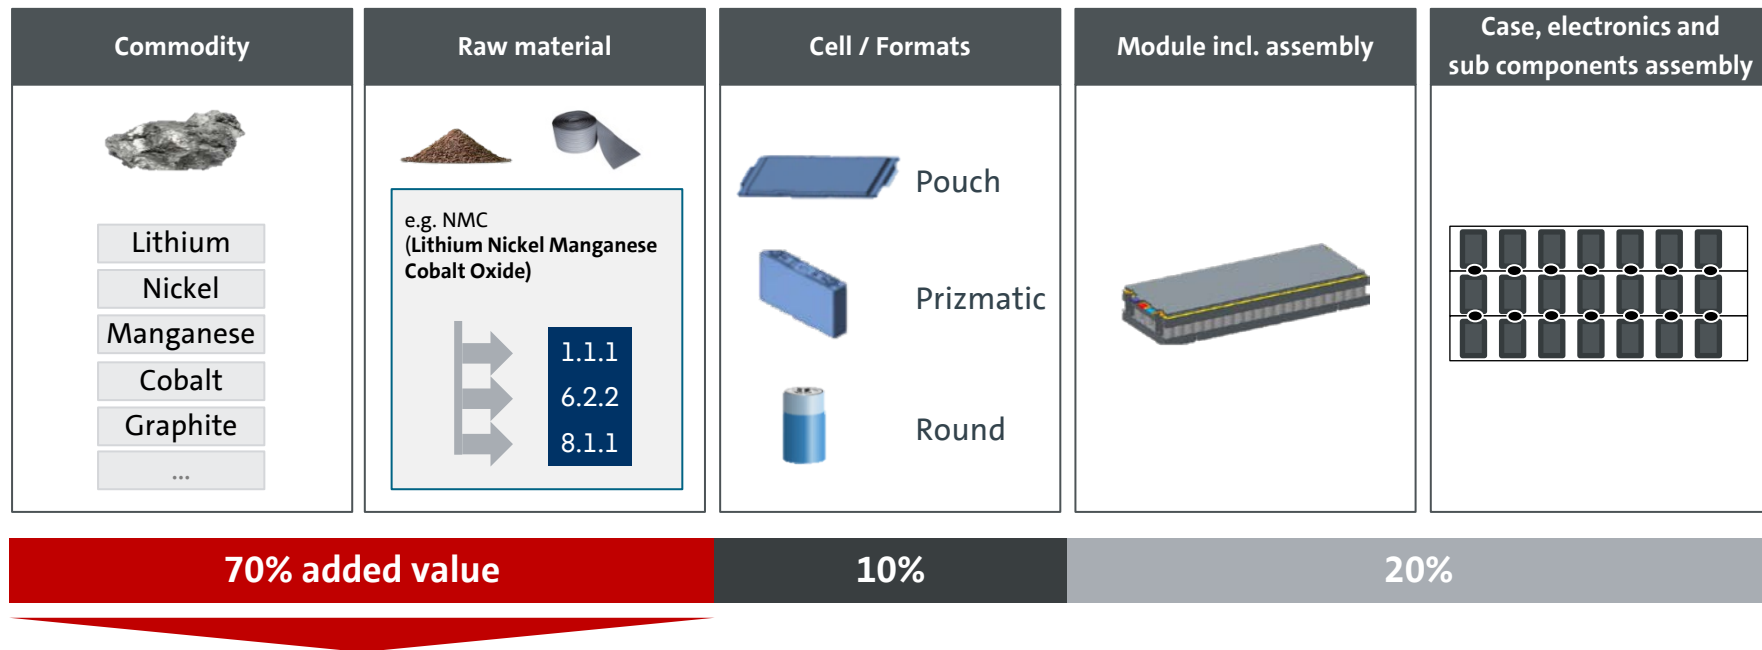 Commodity
Raw material
Cell / Formats
Module incl. assembly
Case, electronics and
sub components assembly
Lithium
Nickel
Manganese
Cobalt
Graphite
...
e.g. NMC
(Lithium Nickel Manganese
Cobalt Oxide)
1.1.1
6.2.2
8.1.1
Pouch
Prizmatic
Round
70% added value
10%
20%